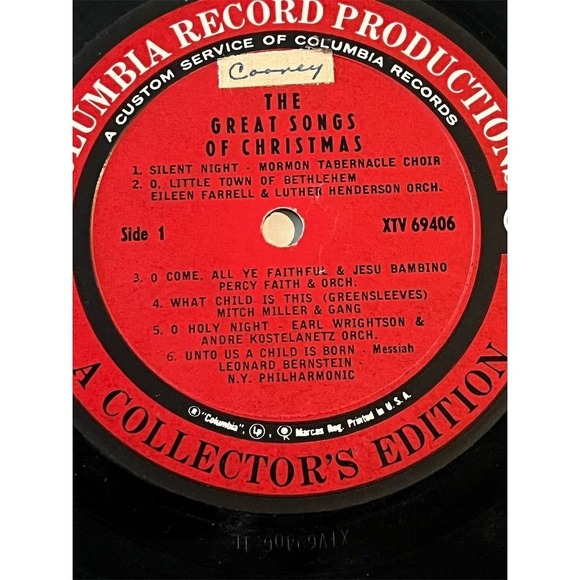 COLUMBIA RECORD PRODUCTIONS
A CUSTOM SERVICE OF COLUMBIA RECORDS
Cooney
THE
GREAT SONGS
OF CHRISTMAS
1. SILENT NIGHT - MORMON TABERNACLE CHOIR
2. O, LITTLE TOWN OF BETHLEHEM
EILEEN FARRELL & LUTHER HENDERSON ORCH.
Side 1
XTV 69406
3. O COME, ALL YE FAITHFUL & JESU BAMBINO
PERCY FAITH & ORCH.
4. WHAT CHILD IS THIS (GREENSLEEVES)
MITCH MILLER & GANG
5. O HOLY NIGHT - EARL WRIGHTSON &
ANDRE KOSTELANETZ ORCH.
6. UNTO US A CHILD IS BORN - Messiah
LEONARD BERNSTEIN -
N.Y. PHILHARMONIC
® "Columbia", LP, Marcas Reg. Printed in U.S.A.
A COLLECTOR'S EDITION
XTV69406